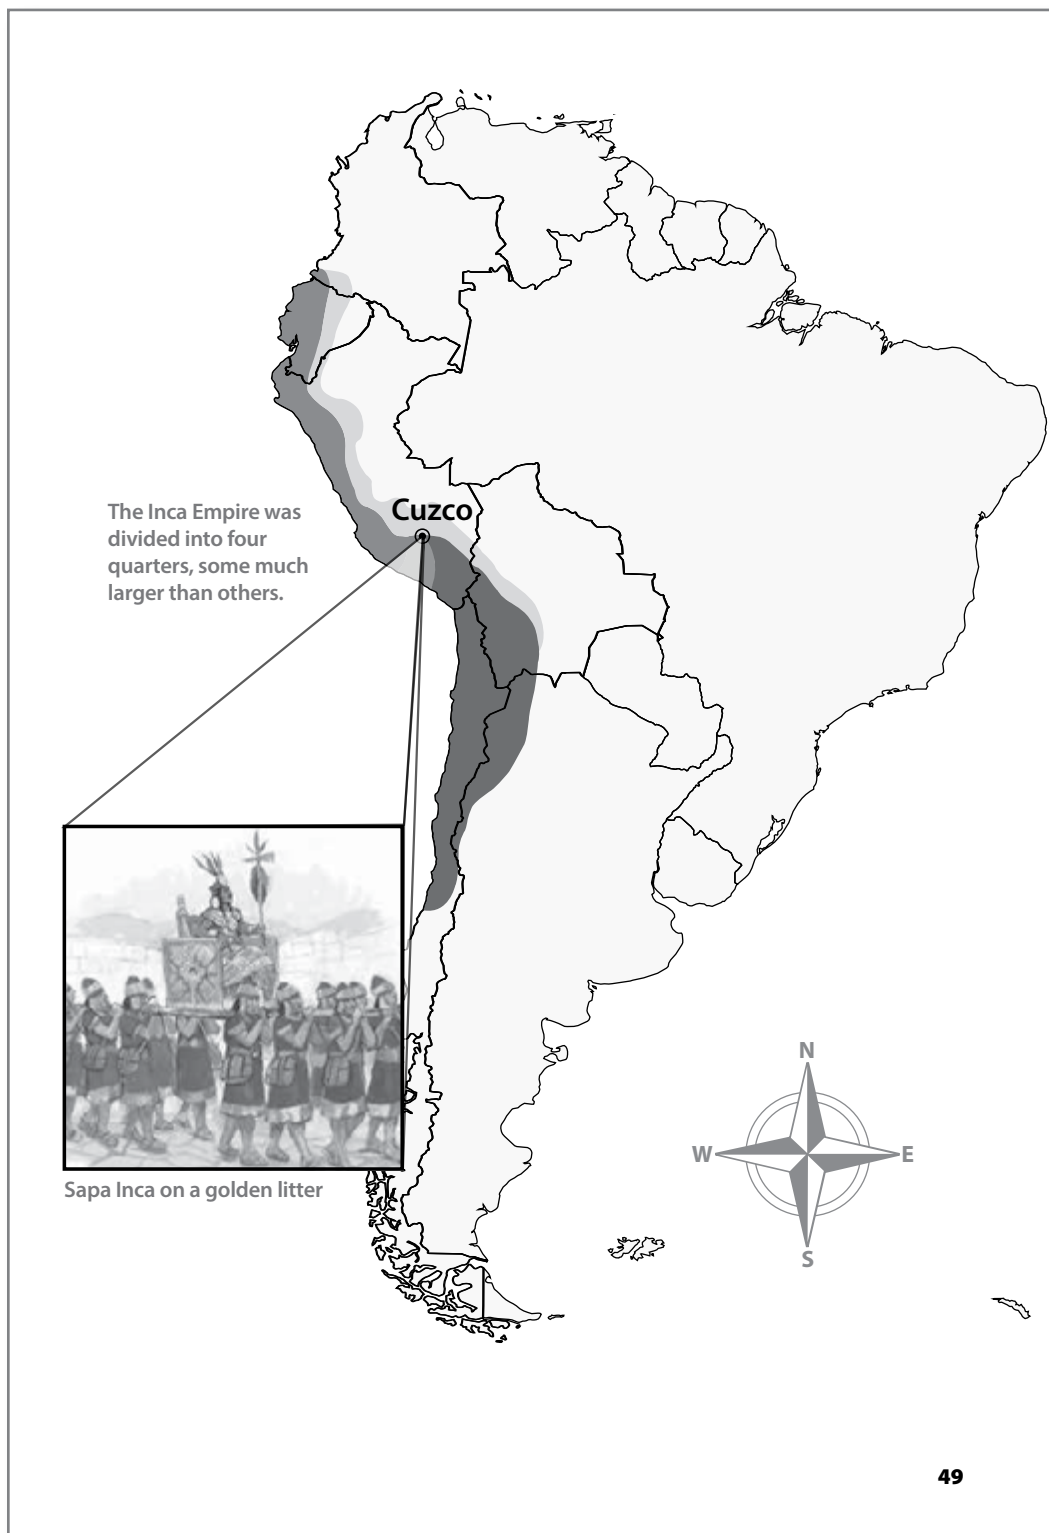 Cuzco
The Inca Empire was
divided into four
quarters, some much
larger than others.
N
W
E
S
Sapa Inca on a golden litter
49